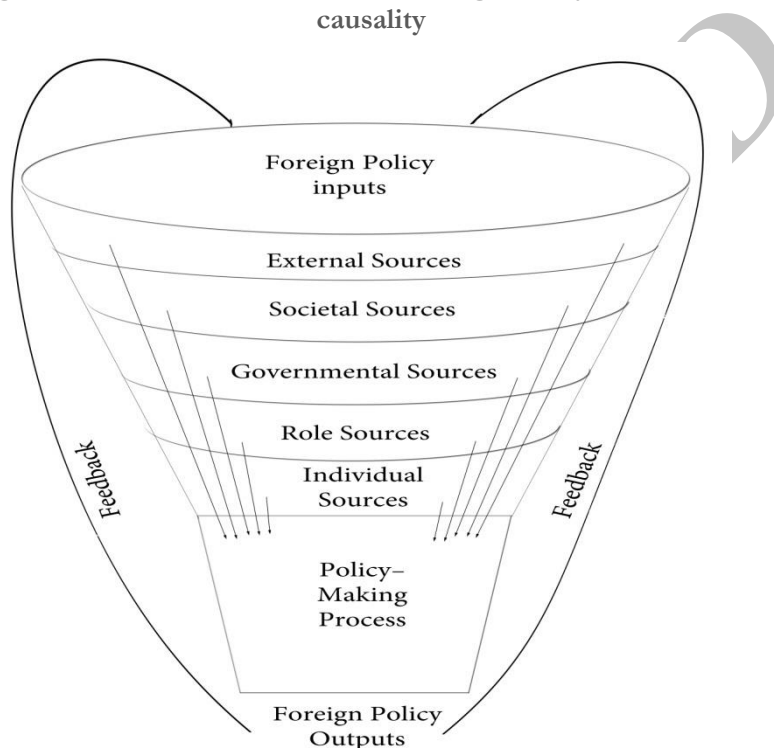 causality
Foreign Policy
inputs
External Sources
Societal Sources
Governmental Sources
Role Sources
Individual
Sources
Feedback
Feedback
Policy–
Making
Process
Foreign Policy
Outputs